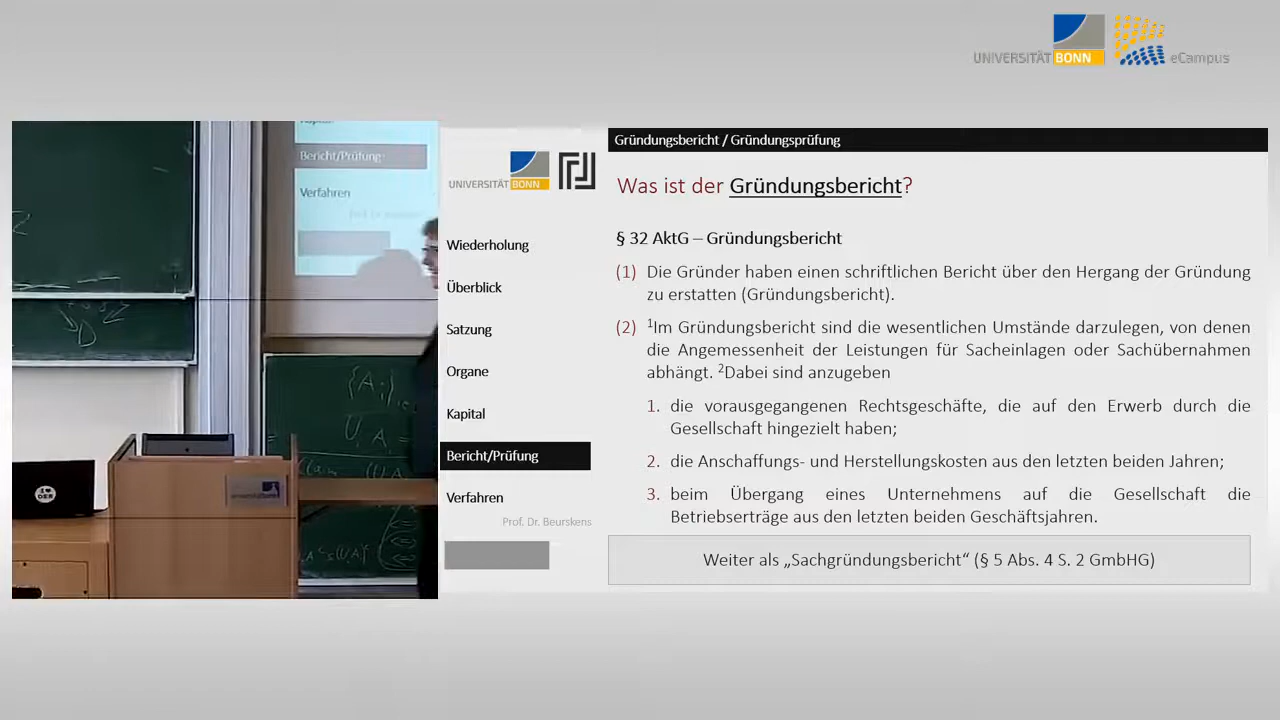 UNIVERSITÄT BONN
eCampus
Bericht/Prüfung
Verfahren
UNIVERSITÄT BONN
Wiederholung
Überblick
Satzung
Organe
Kapital
Bericht/Prüfung
Verfahren
Prof. Dr. Beurskens
Gründungsbericht / Gründungsprüfung
Was ist der Gründungsbericht?
§ 32 AktG – Gründungsbericht
(1) Die Gründer haben einen schriftlichen Bericht über den Hergang der Gründung
zu erstatten (Gründungsbericht).
(2) ¹Im Gründungsbericht sind die wesentlichen Umstände darzulegen, von denen
die Angemessenheit der Leistungen für Sacheinlagen oder Sachübernahmen
abhängt. ²Dabei sind anzugeben
1. die vorausgegangenen Rechtsgeschäfte, die auf den Erwerb durch die
Gesellschaft hingezielt haben;
2. die Anschaffungs- und Herstellungskosten aus den letzten beiden Jahren;
3. beim Übergang eines Unternehmens auf die Gesellschaft die
Betriebserträge aus den letzten beiden Geschäftsjahren.
Weiter als „Sachgründungsbericht“ (§ 5 Abs. 4 S. 2 GmbHG)